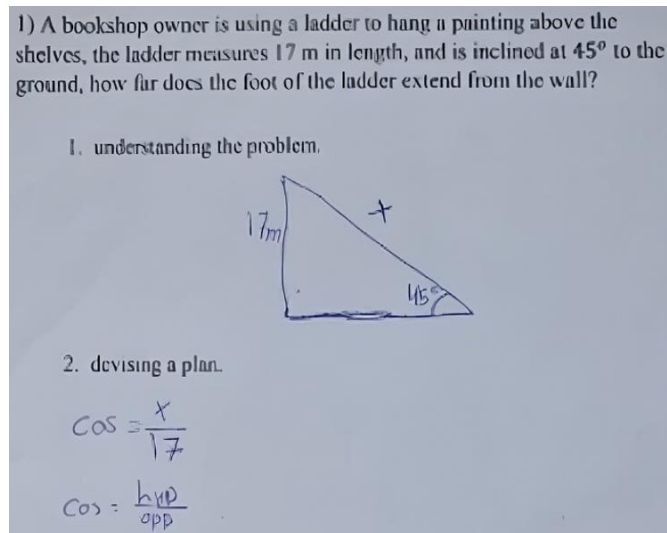 1) A bookshop owner is using a ladder to hang a painting above the
shelves, the ladder measures 17 m in length, and is inclined at 45º to the
ground, how far does the foot of the ladder extend from the wall?
1. understanding the problem.
17m
x
45º
2. devising a plan.
Cos = x
17
Cos = hyp
opp